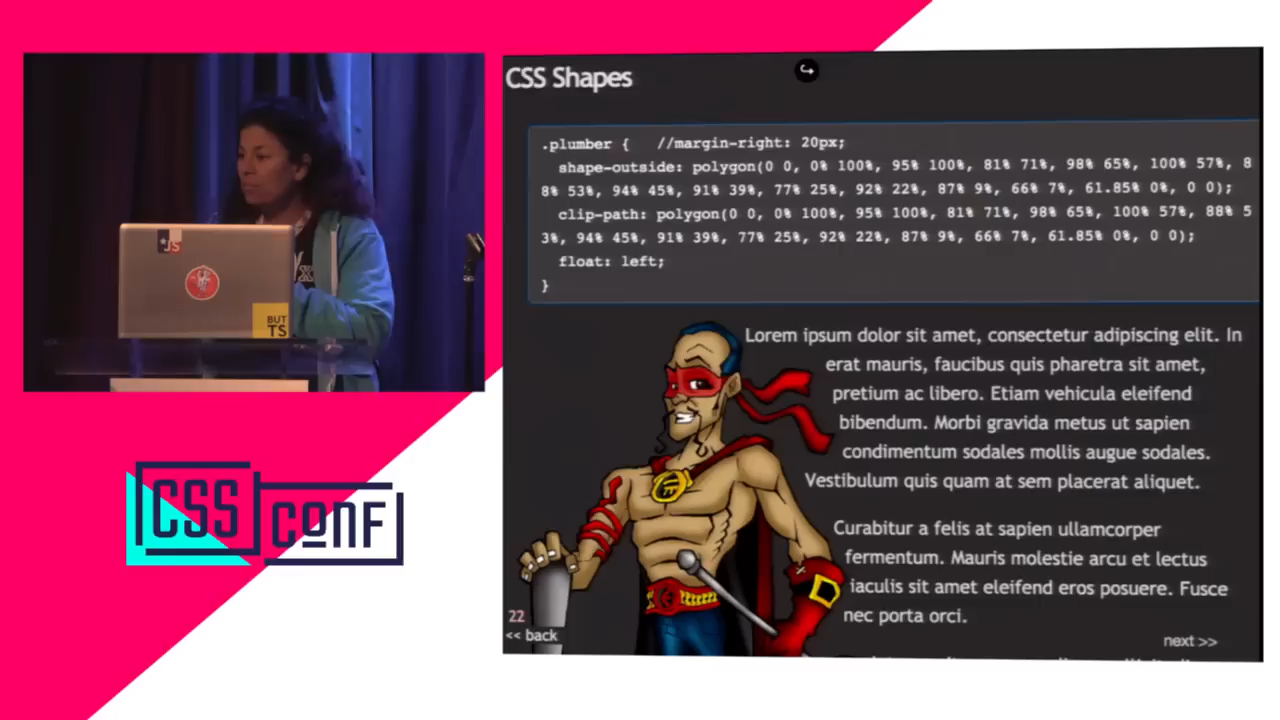 CSS Shapes
.plumber { //margin-right: 20px;
shape-outside: polygon(0 0, 0% 100%, 95% 100%, 81% 71%, 98% 65%, 100% 57%, 8
8% 53%, 94% 45%, 91% 39%, 77% 25%, 92% 22%, 87% 9%, 66% 7%, 61.85% 0%, 0 0);
clip-path: polygon(0 0, 0% 100%, 95% 100%, 81% 71%, 98% 65%, 100% 57%, 88% 5
3%, 94% 45%, 91% 39%, 77% 25%, 92% 22%, 87% 9%, 66% 7%, 61.85% 0%, 0 0);
float: left;
}
Lorem ipsum dolor sit amet, consectetur adipiscing elit. In
erat mauris, faucibus quis pharetra sit amet,
pretium ac libero. Etiam vehicula eleifend
bibendum. Morbi gravida metus ut sapien
condimentum sodales mollis augue sodales.
Vestibulum quis quam at sem placerat aliquet.
Curabitur a felis at sapien ullamcorper
fermentum. Mauris molestie arcu et lectus
iaculis sit amet eleifend eros posuere. Fusce
nec porta orci.
22
<< back
next >>
JS
BUT
TS
CSS
CONF